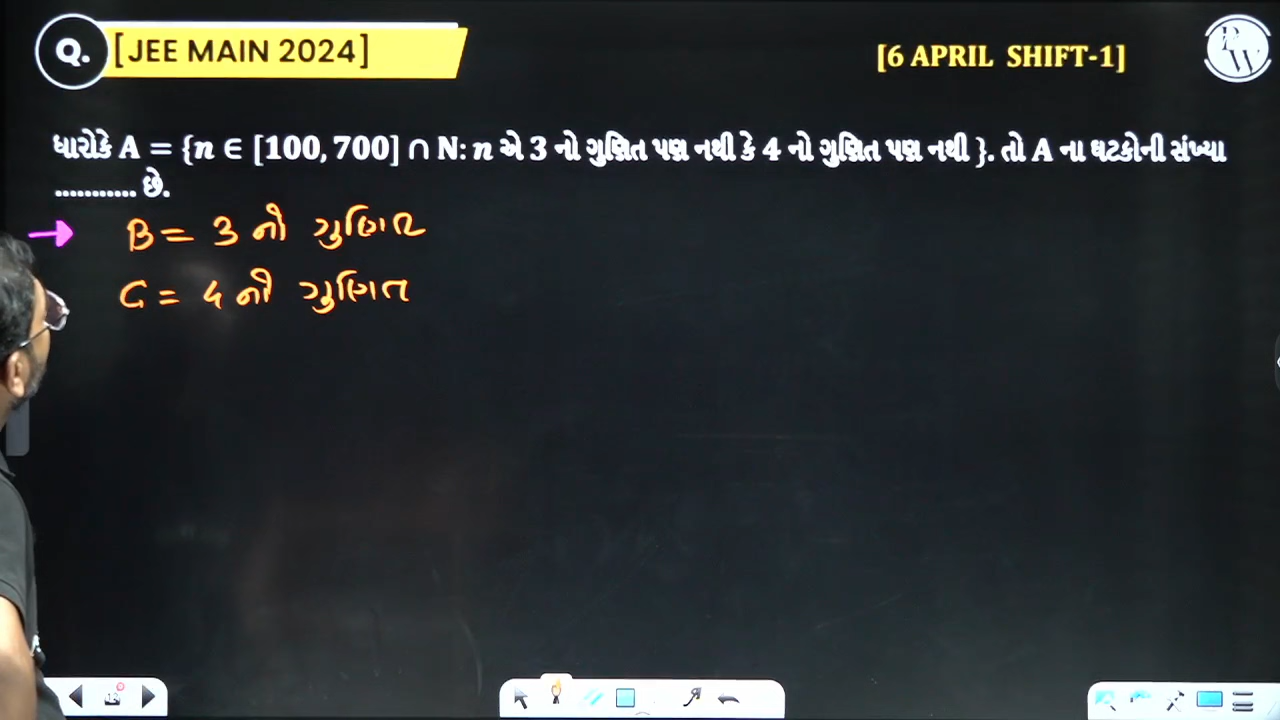 Q. [JEE MAIN 2024]
[6 APRIL SHIFT-1]
ધારોકે A = {n ∈ [100, 700] ∩ N: n એ 3 નો ગુણિત પણ નથી કે 4 નો ગુણિત પણ નથી }. તો A ના ઘટકોની સંખ્યા
............ છે.
B = 3 નો ગુણિત
C = 4 નો ગુણિત